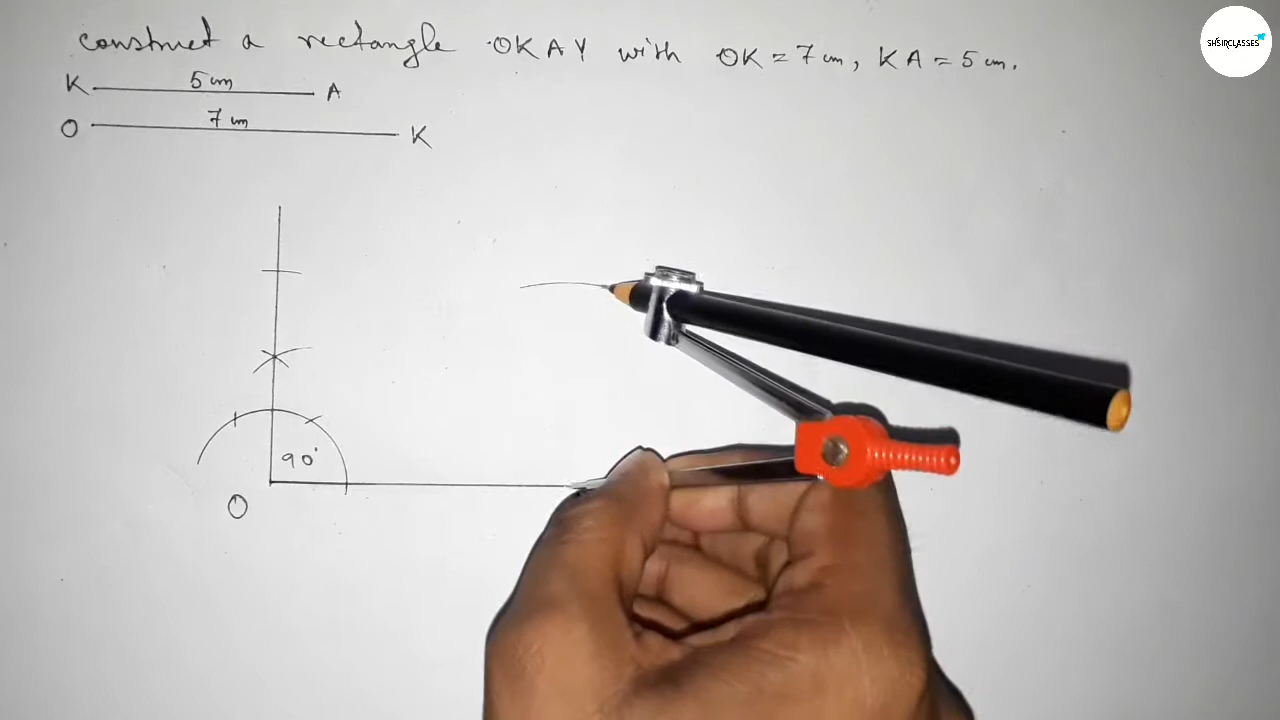 construct a rectangle OKAY with OK = 7 cm, KA = 5 cm.
SHSIRCLASSES
K 5 cm A
O 7 cm K
90°
O